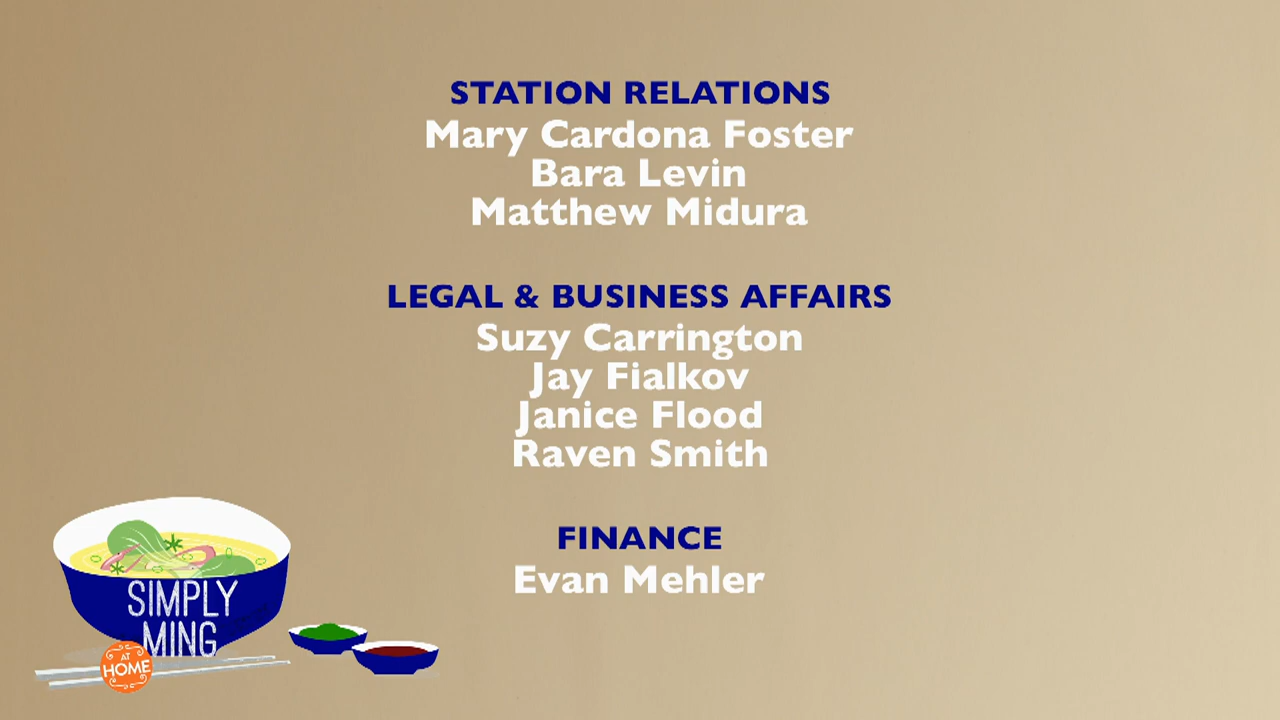 STATION RELATIONS
Mary Cardona Foster
Bara Levin
Matthew Midura
LEGAL & BUSINESS AFFAIRS
Suzy Carrington
Jay Fialkov
Janice Flood
Raven Smith
FINANCE
Evan Mehler
SIMPLY
MING
AT
HOME